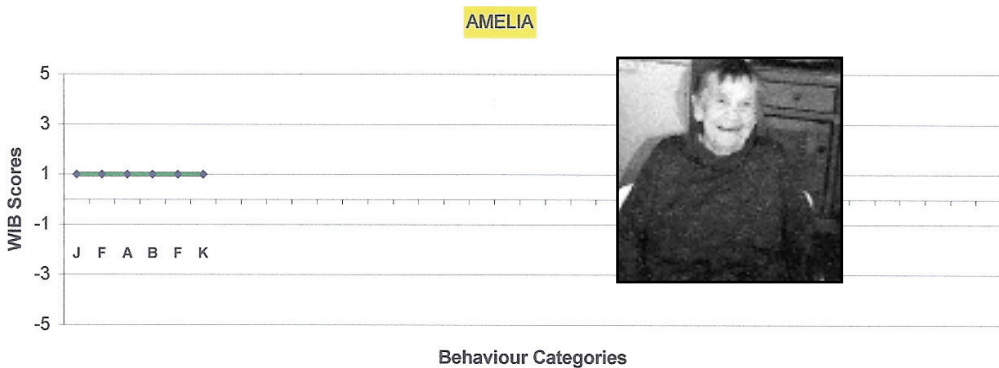 AMELIA
5
3
1
-1
-3
-5
WIB Scores
J F A B F K
Behaviour Categories